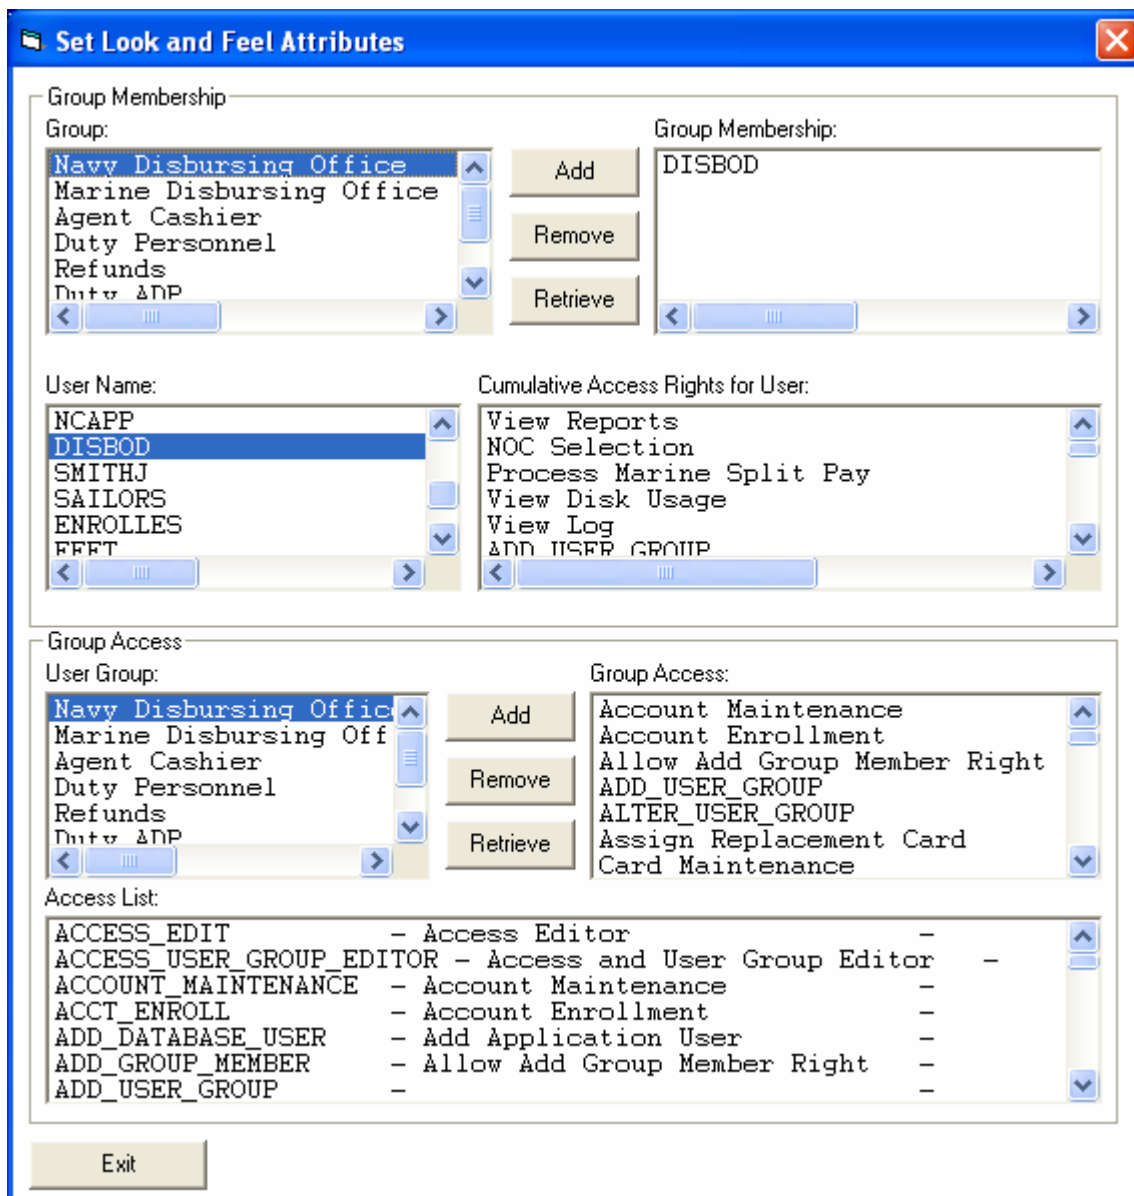 Set Look and Feel Attributes
Group Membership
Group:
Group Membership:
Navy Disbursing Office
Marine Disbursing Office
Agent Cashier
Duty Personnel
Refunds
Duty ADP
Add
Remove
Retrieve
DISBOD
User Name:
Cumulative Access Rights for User:
NCAPP
DISBOD
SMITHJ
SAILORS
ENROLLES
View Reports
NOC Selection
Process Marine Split Pay
View Disk Usage
View Log
ADD_USER_GROUP
Group Access
User Group:
Group Access:
Navy Disbursing Offic
Marine Disbursing Off
Agent Cashier
Duty Personnel
Refunds
Duty ADP
Add
Remove
Retrieve
Account Maintenance
Account Enrollment
Allow Add Group Member Right
ADD_USER_GROUP
ALTER_USER_GROUP
Assign Replacement Card
Card Maintenance
Access List:
ACCESS_EDIT - Access Editor -
ACCESS_USER_GROUP_EDITOR - Access and User Group Editor -
ACCOUNT_MAINTENANCE - Account Maintenance -
ACCT_ENROLL - Account Enrollment -
ADD_DATABASE_USER - Add Application User -
ADD_GROUP_MEMBER - Allow Add Group Member Right -
ADD_USER_GROUP - -
Exit